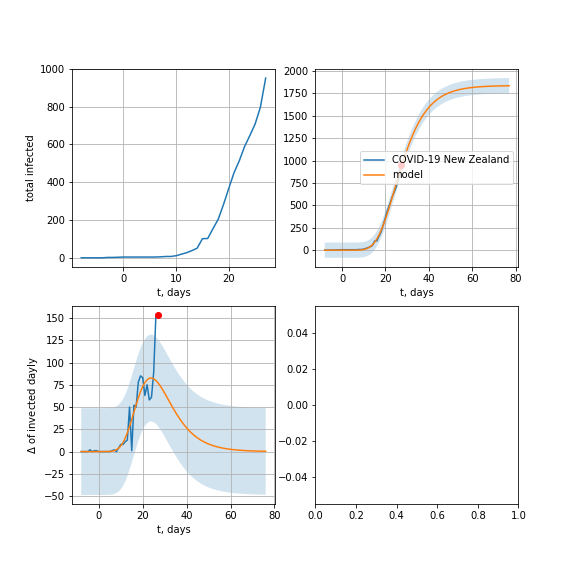 1000
800
600
400
200
0
total infected
0 10 20
t, days
2000
1750
1500
1250
1000
750
500
250
0
COVID-19 New Zealand
model
0 20 40 60 80
t, days
150
125
100
75
50
25
0
−25
−50
Δ of invected dayly
0 20 40 60 80
t, days
0.04
0.02
0.00
−0.02
−0.04
0.0 0.2 0.4 0.6 0.8 1.0